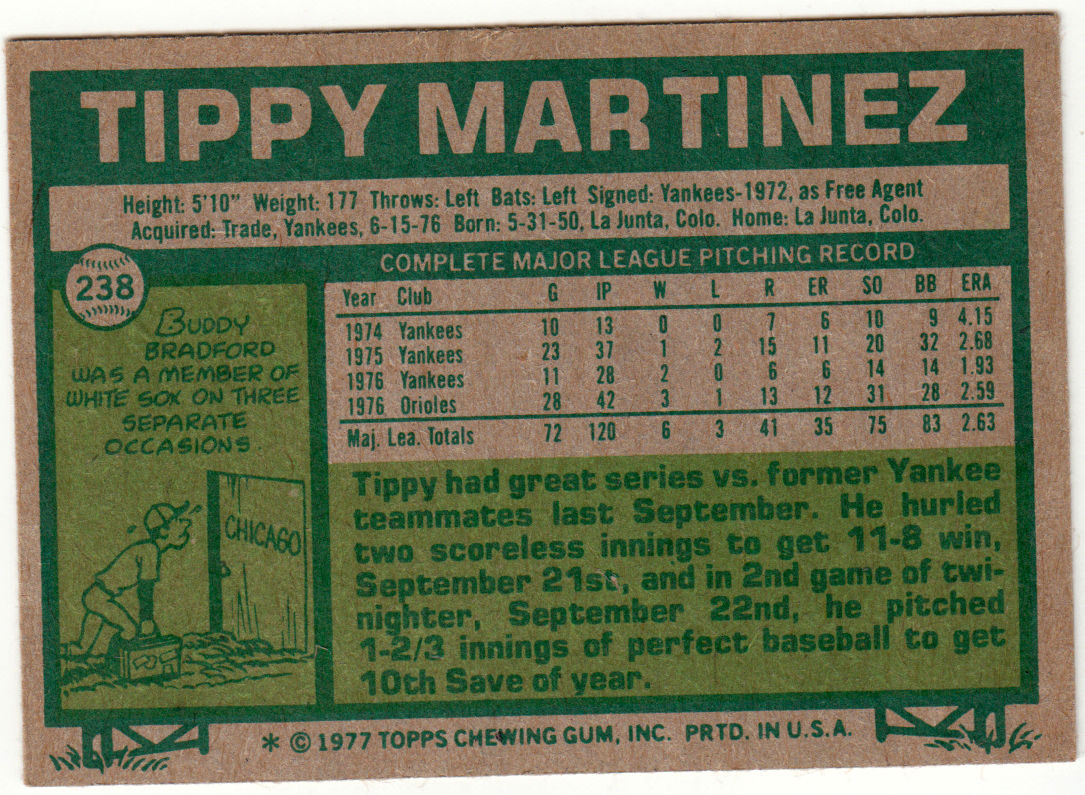 TIPPY MARTINEZ
Height: 5'10" Weight: 177 Throws: Left Bats: Left Signed: Yankees-1972, as Free Agent
Acquired: Trade, Yankees, 6-15-76 Born: 5-31-50, La Junta, Colo. Home: La Junta, Colo.
238
BUDDY
BRADFORD
WAS A MEMBER OF
WHITE SOX ON THREE
SEPARATE
OCCASIONS.
CHICAGO
COMPLETE MAJOR LEAGUE PITCHING RECORD
Year Club G IP W L R ER SO BB ERA
1974 Yankees 10 13 0 0 7 6 10 9 4.15
1975 Yankees 23 37 1 2 15 11 20 32 2.68
1976 Yankees 11 28 2 0 6 6 14 14 1.93
1976 Orioles 28 42 3 1 13 12 31 28 2.59
Maj. Lea. Totals 72 120 6 3 41 35 75 83 2.63
Tippy had great series vs. former Yankee
teammates last September. He hurled
two scoreless innings to get 11-8 win,
September 21st, and in 2nd game of twi-
nighter, September 22nd, he pitched
1-2/3 innings of perfect baseball to get
10th Save of year.
* © 1977 TOPPS CHEWING GUM, INC. PRTD. IN U.S.A.